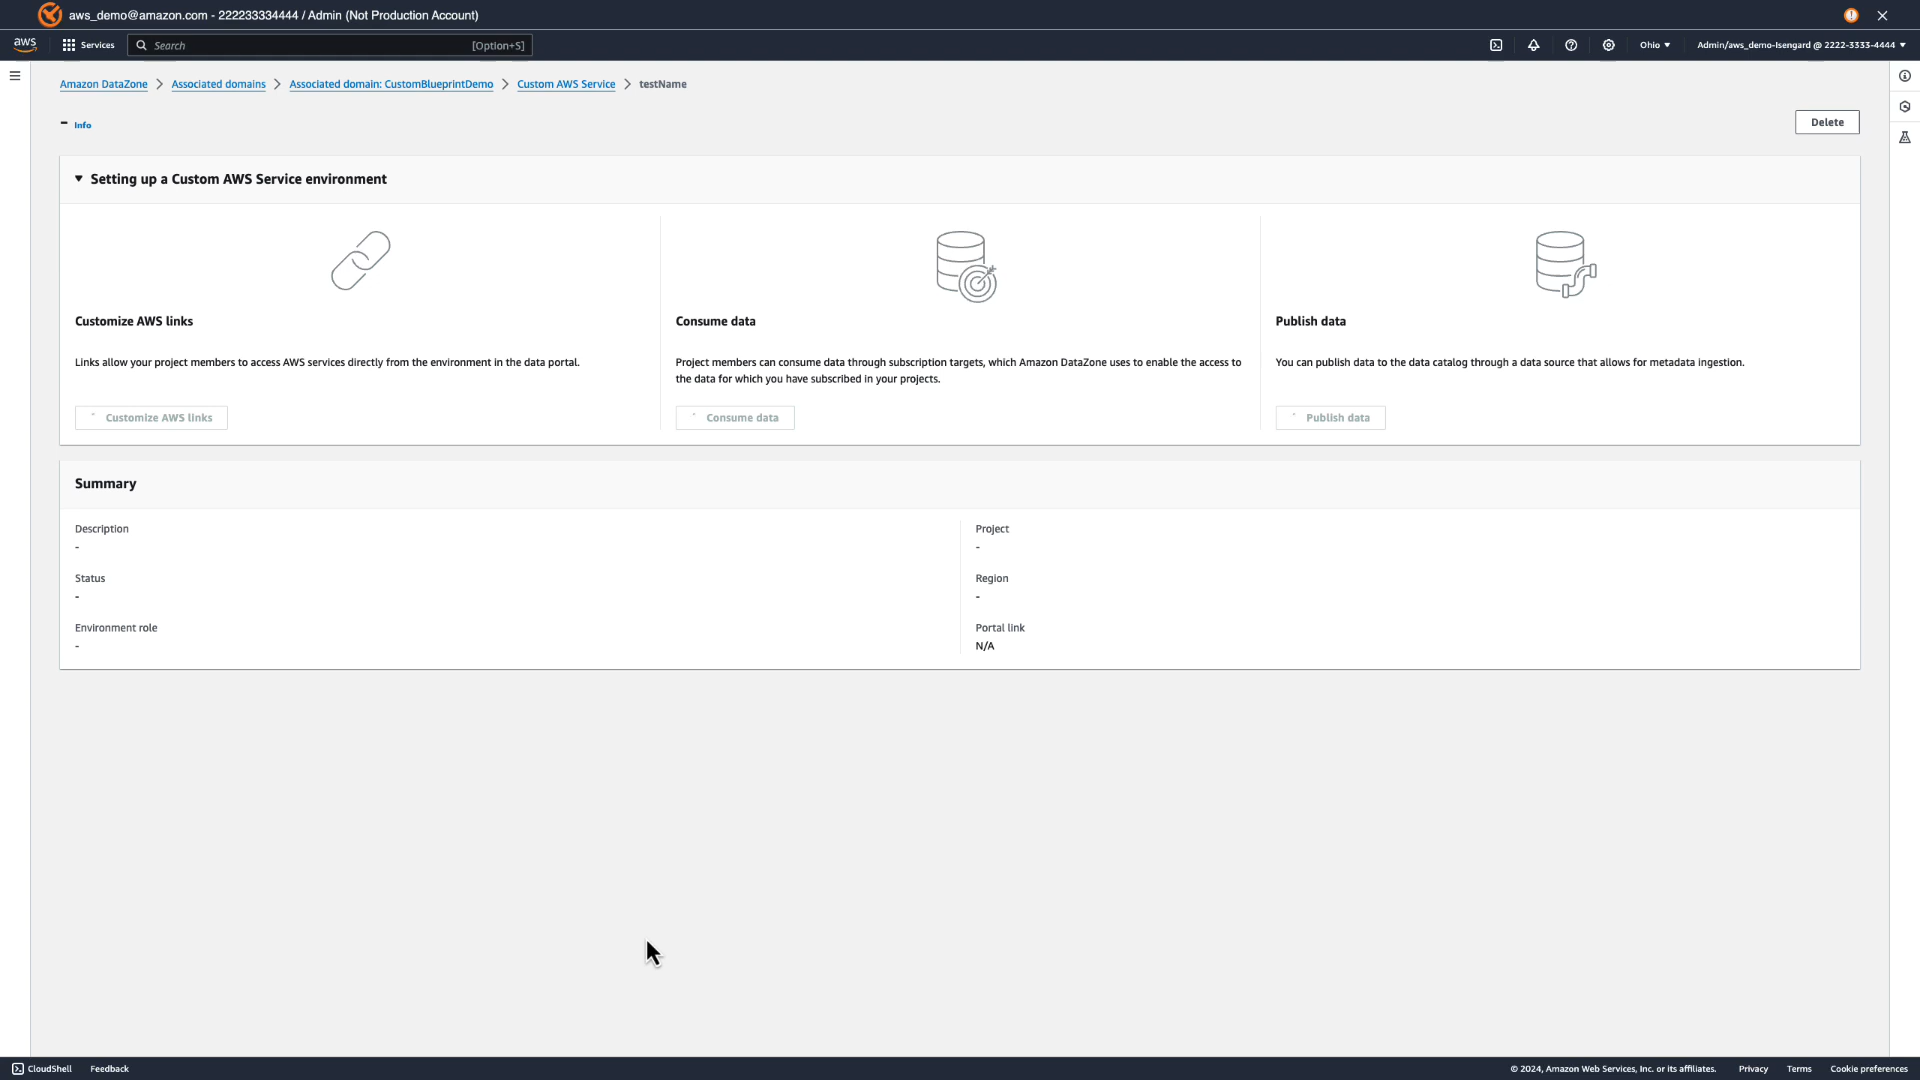 aws_demo@amazon.com - 222233334444 / Admin (Not Production Account)
aws Services Search [Option+S] Ohio Admin/aws_demo-Isengard @ 2222-3333-4444
Amazon DataZone > Associated domains > Associated domain: CustomBlueprintDemo > Custom AWS Service > testName
- Info
Delete
Setting up a Custom AWS Service environment
Customize AWS links
Links allow your project members to access AWS services directly from the environment in the data portal.
Customize AWS links
Consume data
Project members can consume data through subscription targets, which Amazon DataZone uses to enable the access to
the data for which you have subscribed in your projects.
Consume data
Publish data
You can publish data to the data catalog through a data source that allows for metadata ingestion.
Publish data
Summary
Description
-
Status
-
Environment role
-
Project
-
Region
-
Portal link
N/A
CloudShell Feedback © 2024, Amazon Web Services, Inc. or its affiliates. Privacy Terms Cookie preferences